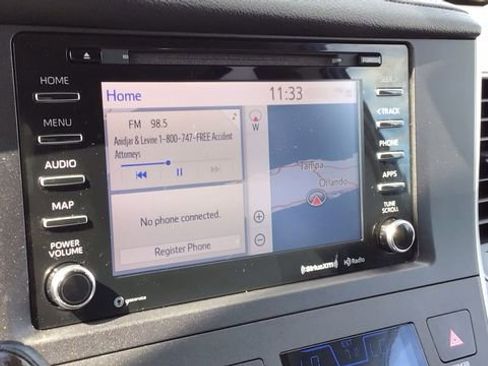 HOME
MENU
AUDIO
MAP
POWER
VOLUME
Home
11:33
FM 98.5
Anidjar & Levine 1-800-747-FREE Accident
Attorneys
No phone connected.
Register Phone
W
Tampa
Orlando
<TRACK
PHONE
APPS
TUNE
SCROLL
gracenote
((SiriusXM))
HD Radio